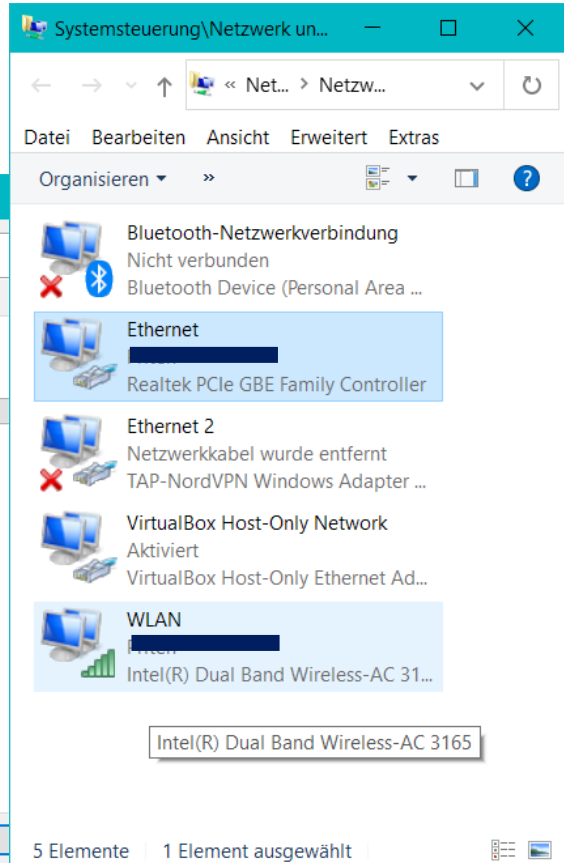 Systemsteuerung\Netzwerk un...
« Net... > Netzw...
Datei Bearbeiten Ansicht Erweitert Extras
Organisieren »
Bluetooth-Netzwerkverbindung
Nicht verbunden
Bluetooth Device (Personal Area ...
Ethernet
Realtek PCIe GBE Family Controller
Ethernet 2
Netzwerkkabel wurde entfernt
TAP-NordVPN Windows Adapter ...
VirtualBox Host-Only Network
Aktiviert
VirtualBox Host-Only Ethernet Ad...
WLAN
Intel(R) Dual Band Wireless-AC 31...
Intel(R) Dual Band Wireless-AC 3165
5 Elemente 1 Element ausgewählt